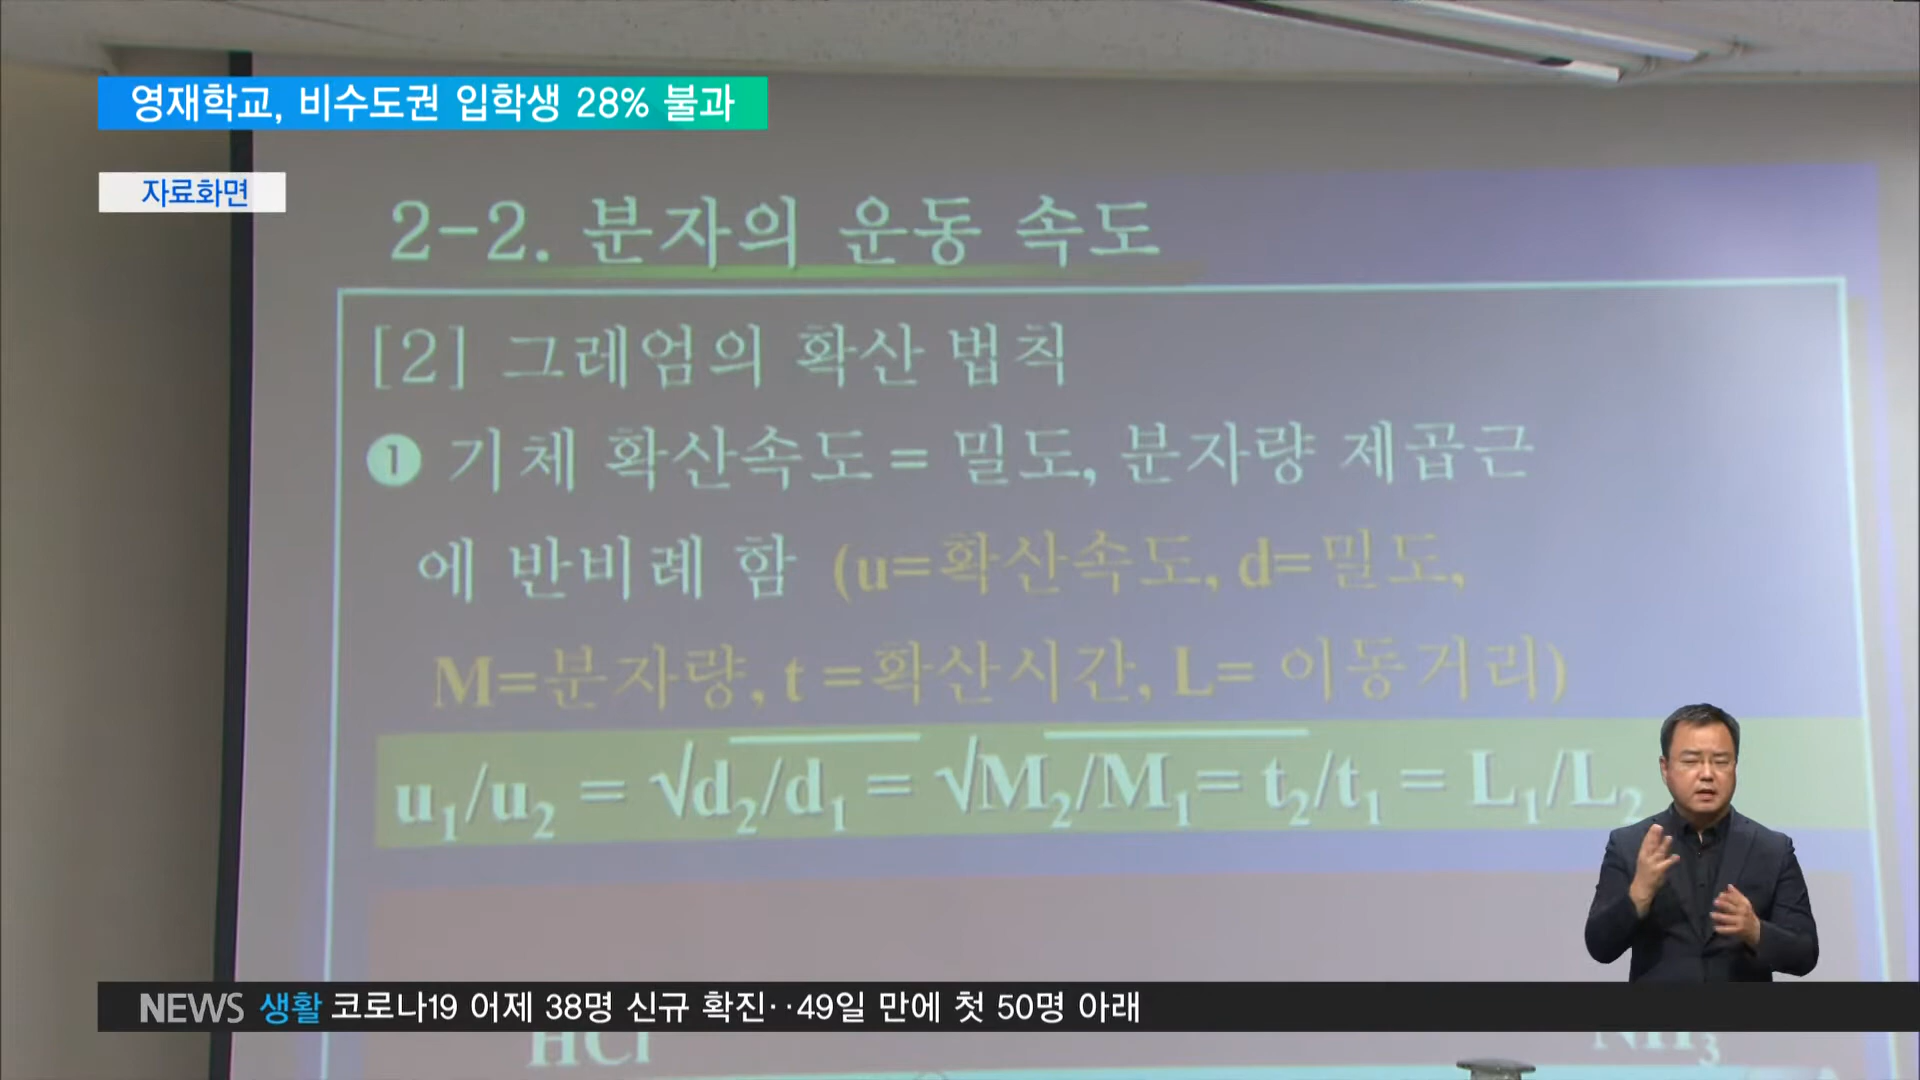 영재학교, 비수도권 입학생 28% 불과
자료화면
2-2. 분자의 운동 속도
[2] 그레엄의 확산 법칙
❶ 기체 확산속도 = 밀도, 분자량 제곱근
에 반비례 함 (u=확산속도, d=밀도,
M=분자량, t =확산시간, L= 이동거리)
u₁/u₂ = √d₂/d₁ = √M₂/M₁ = t₂/t₁ = L₁/L₂
NEWS 생활 코로나19 어제 38명 신규 확진··49일 만에 첫 50명 아래
HCl NH₃